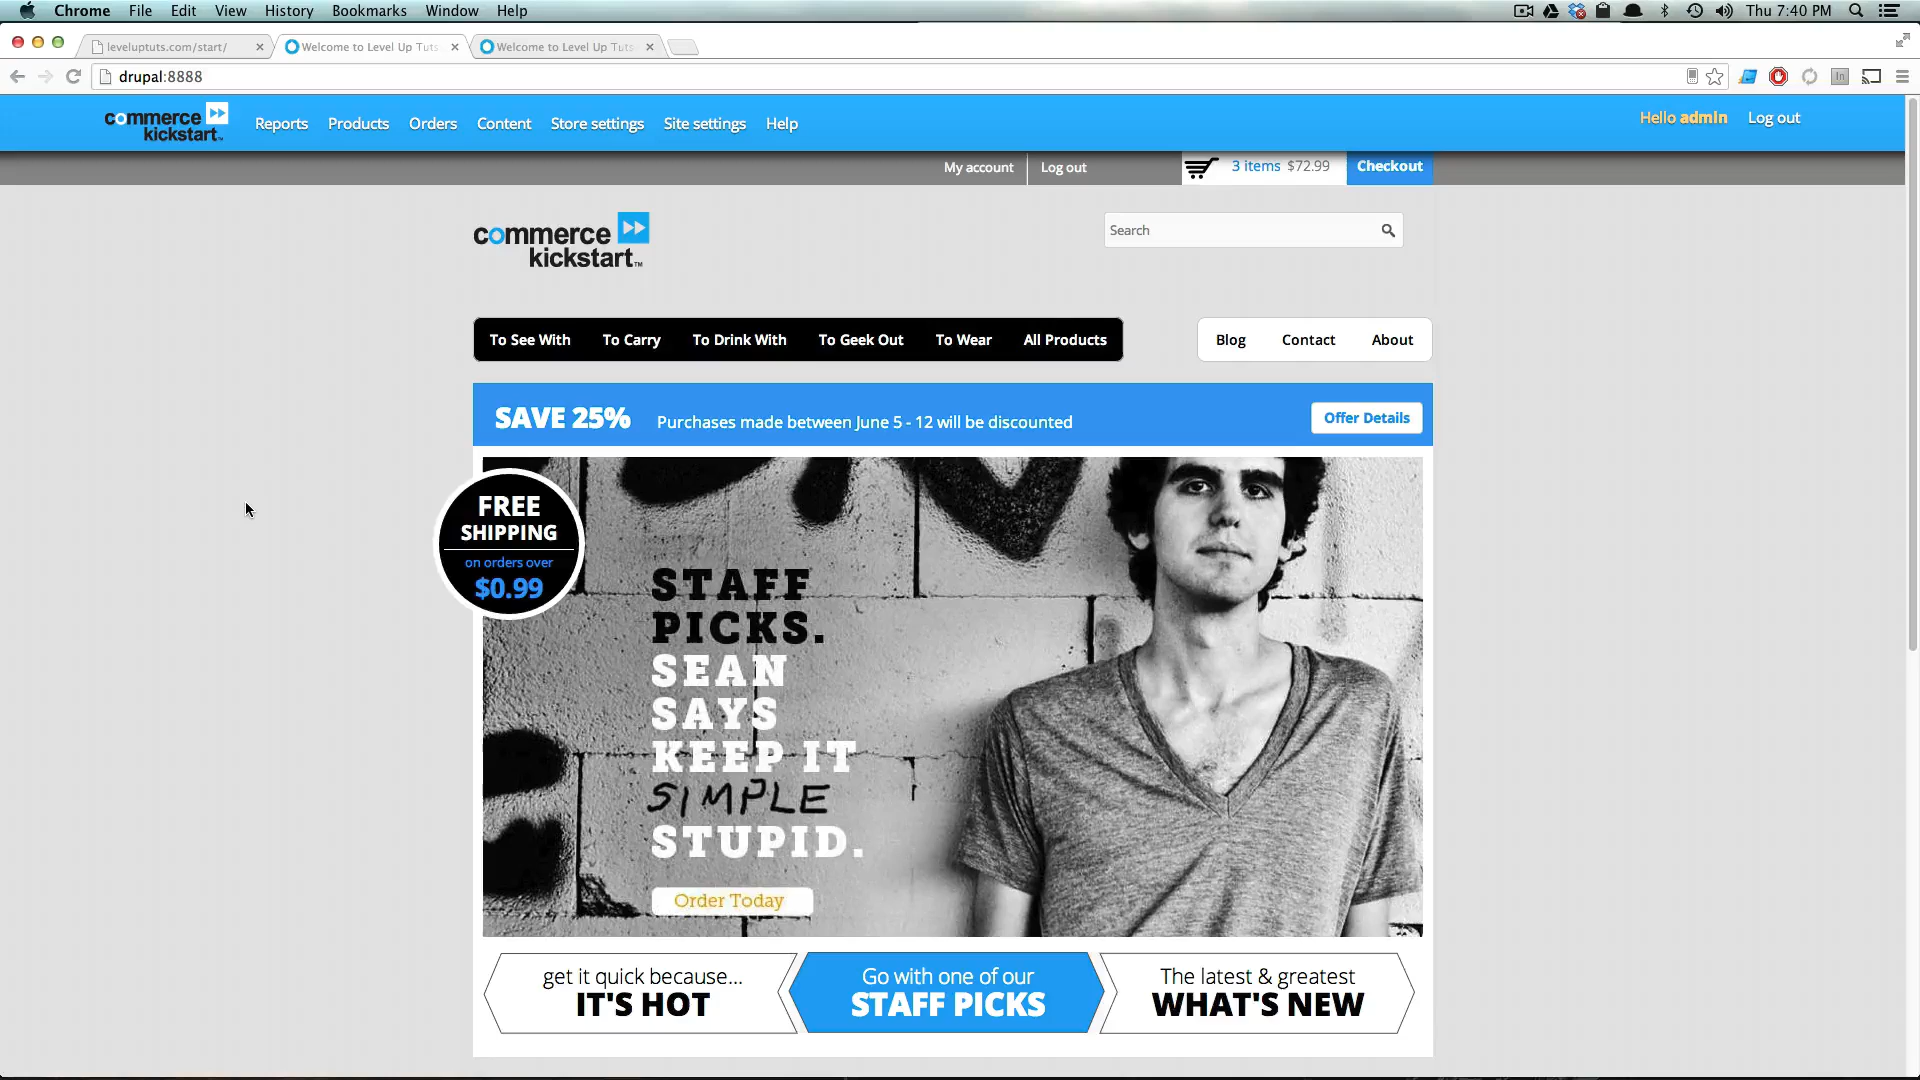 Chrome File Edit View History Bookmarks Window Help Thu 7:40 PM
leveluptuts.com/start/ Welcome to Level Up Tuts Welcome to Level Up Tuts
drupal:8888
commerce
kickstart™
Reports Products Orders Content Store settings Site settings Help
Hello admin Log out
My account Log out 3 items $72.99 Checkout
commerce
kickstart™
Search
To See With To Carry To Drink With To Geek Out To Wear All Products
Blog Contact About
SAVE 25% Purchases made between June 5 - 12 will be discounted Offer Details
FREE
SHIPPING
on orders over
$0.99
STAFF
PICKS.
SEAN
SAYS
KEEP IT
SIMPLE
STUPID.
Order Today
get it quick because...
IT'S HOT
Go with one of our
STAFF PICKS
The latest & greatest
WHAT'S NEW